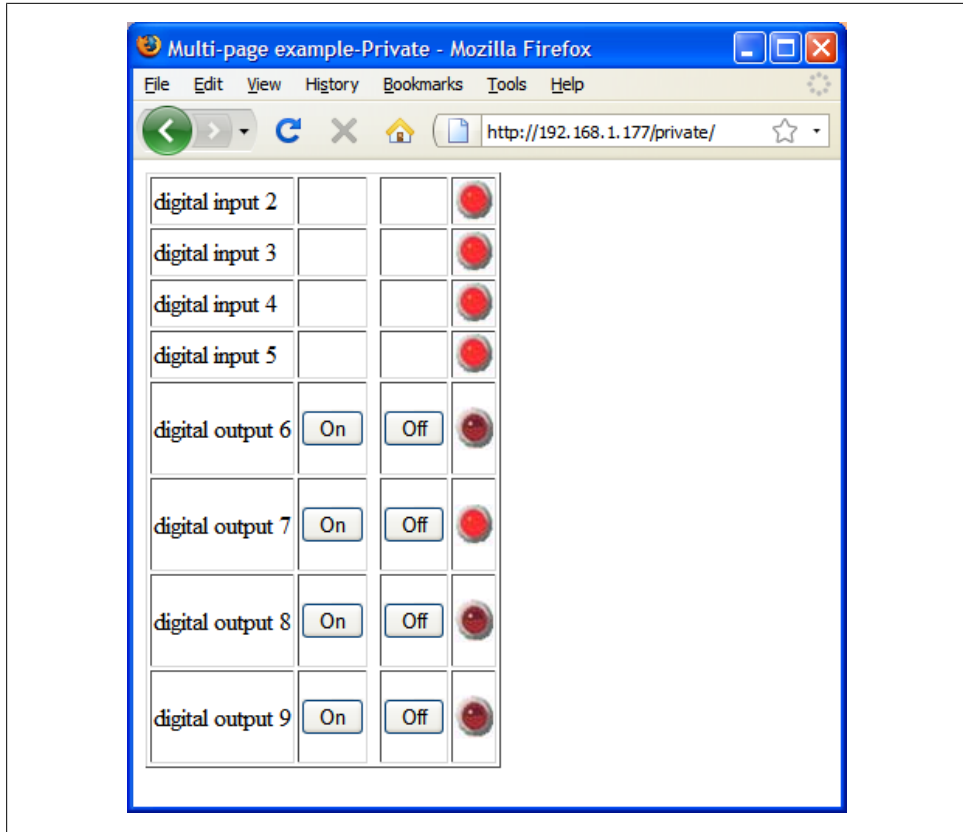 Multi-page example-Private - Mozilla Firefox
File Edit View History Bookmarks Tools Help
http://192.168.1.177/private/
digital input 2
digital input 3
digital input 4
digital input 5
digital output 6 On Off
digital output 7 On Off
digital output 8 On Off
digital output 9 On Off